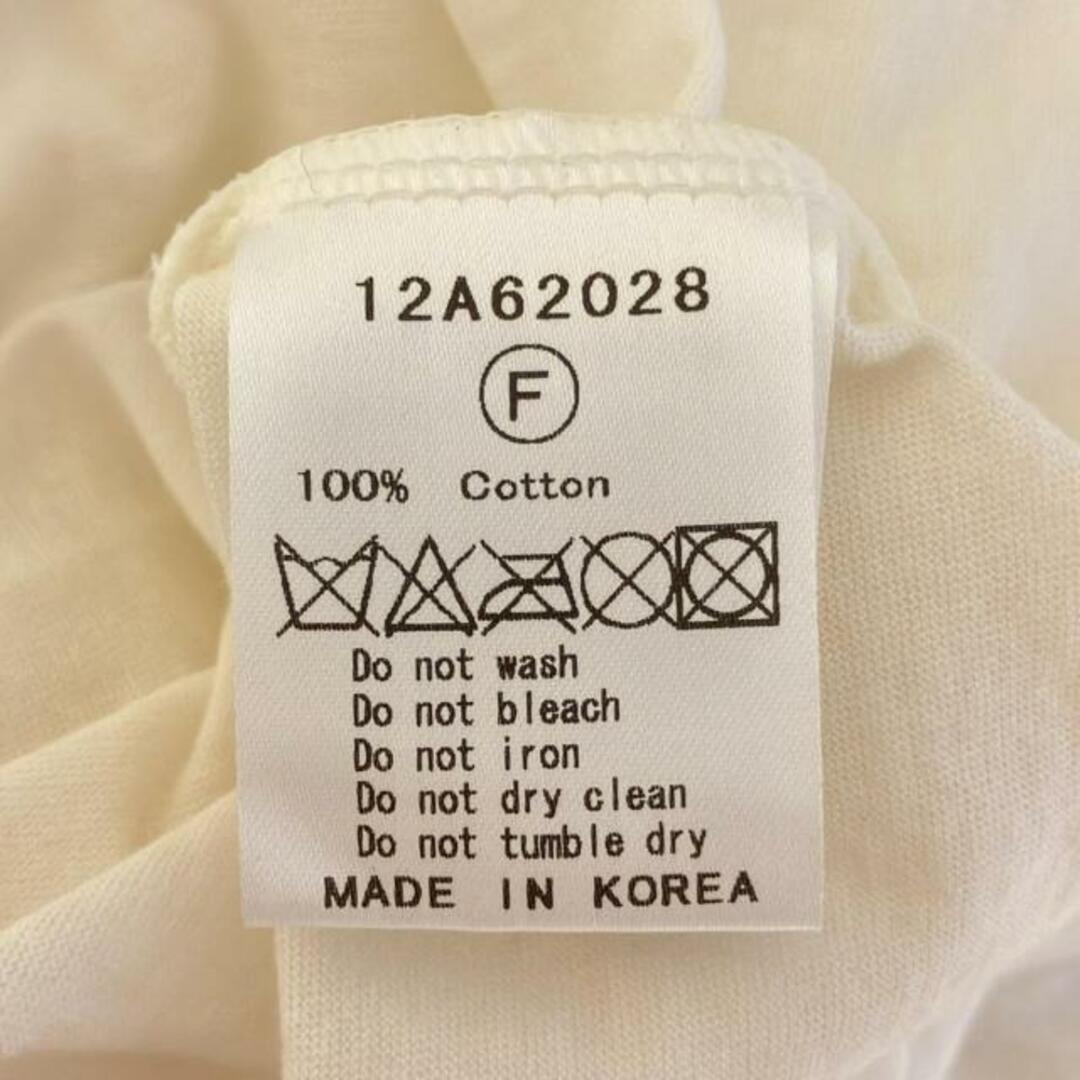 12A62028
F
100% Cotton
Do not wash
Do not bleach
Do not iron
Do not dry clean
Do not tumble dry
MADE IN KOREA